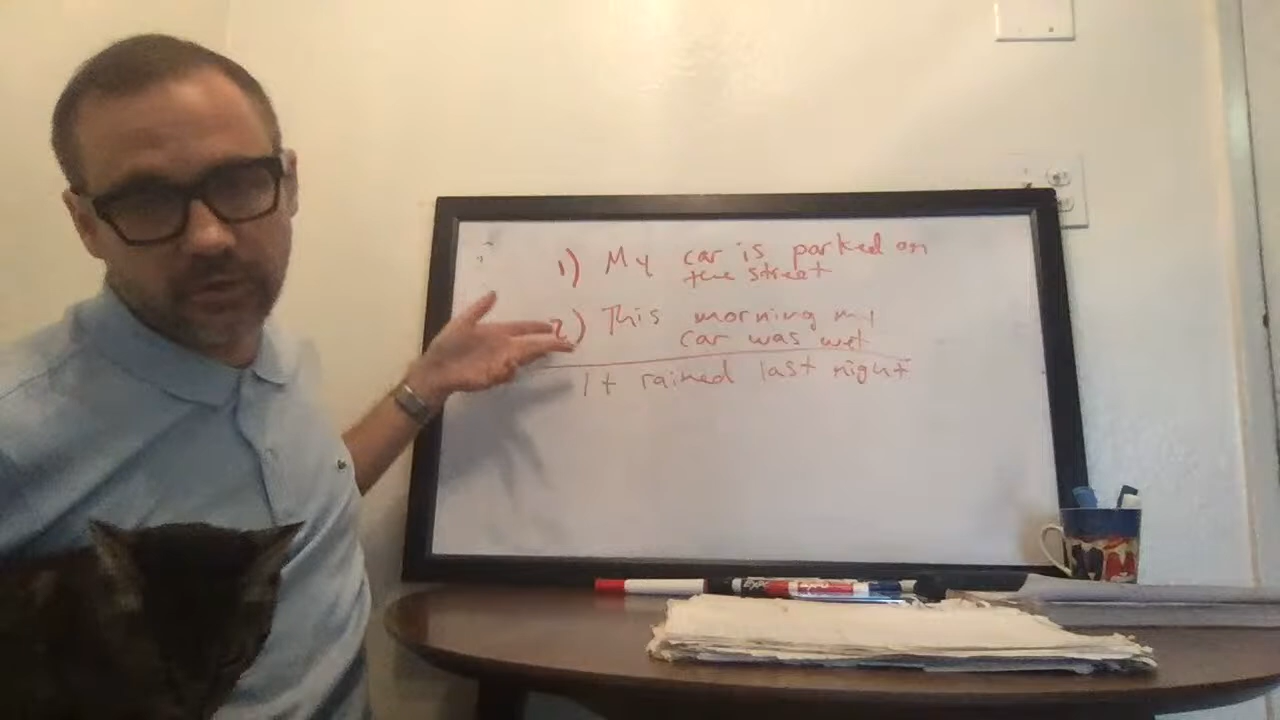 1) My car is parked on
the street
2) This morning my
car was wet
It rained last night
EXPO